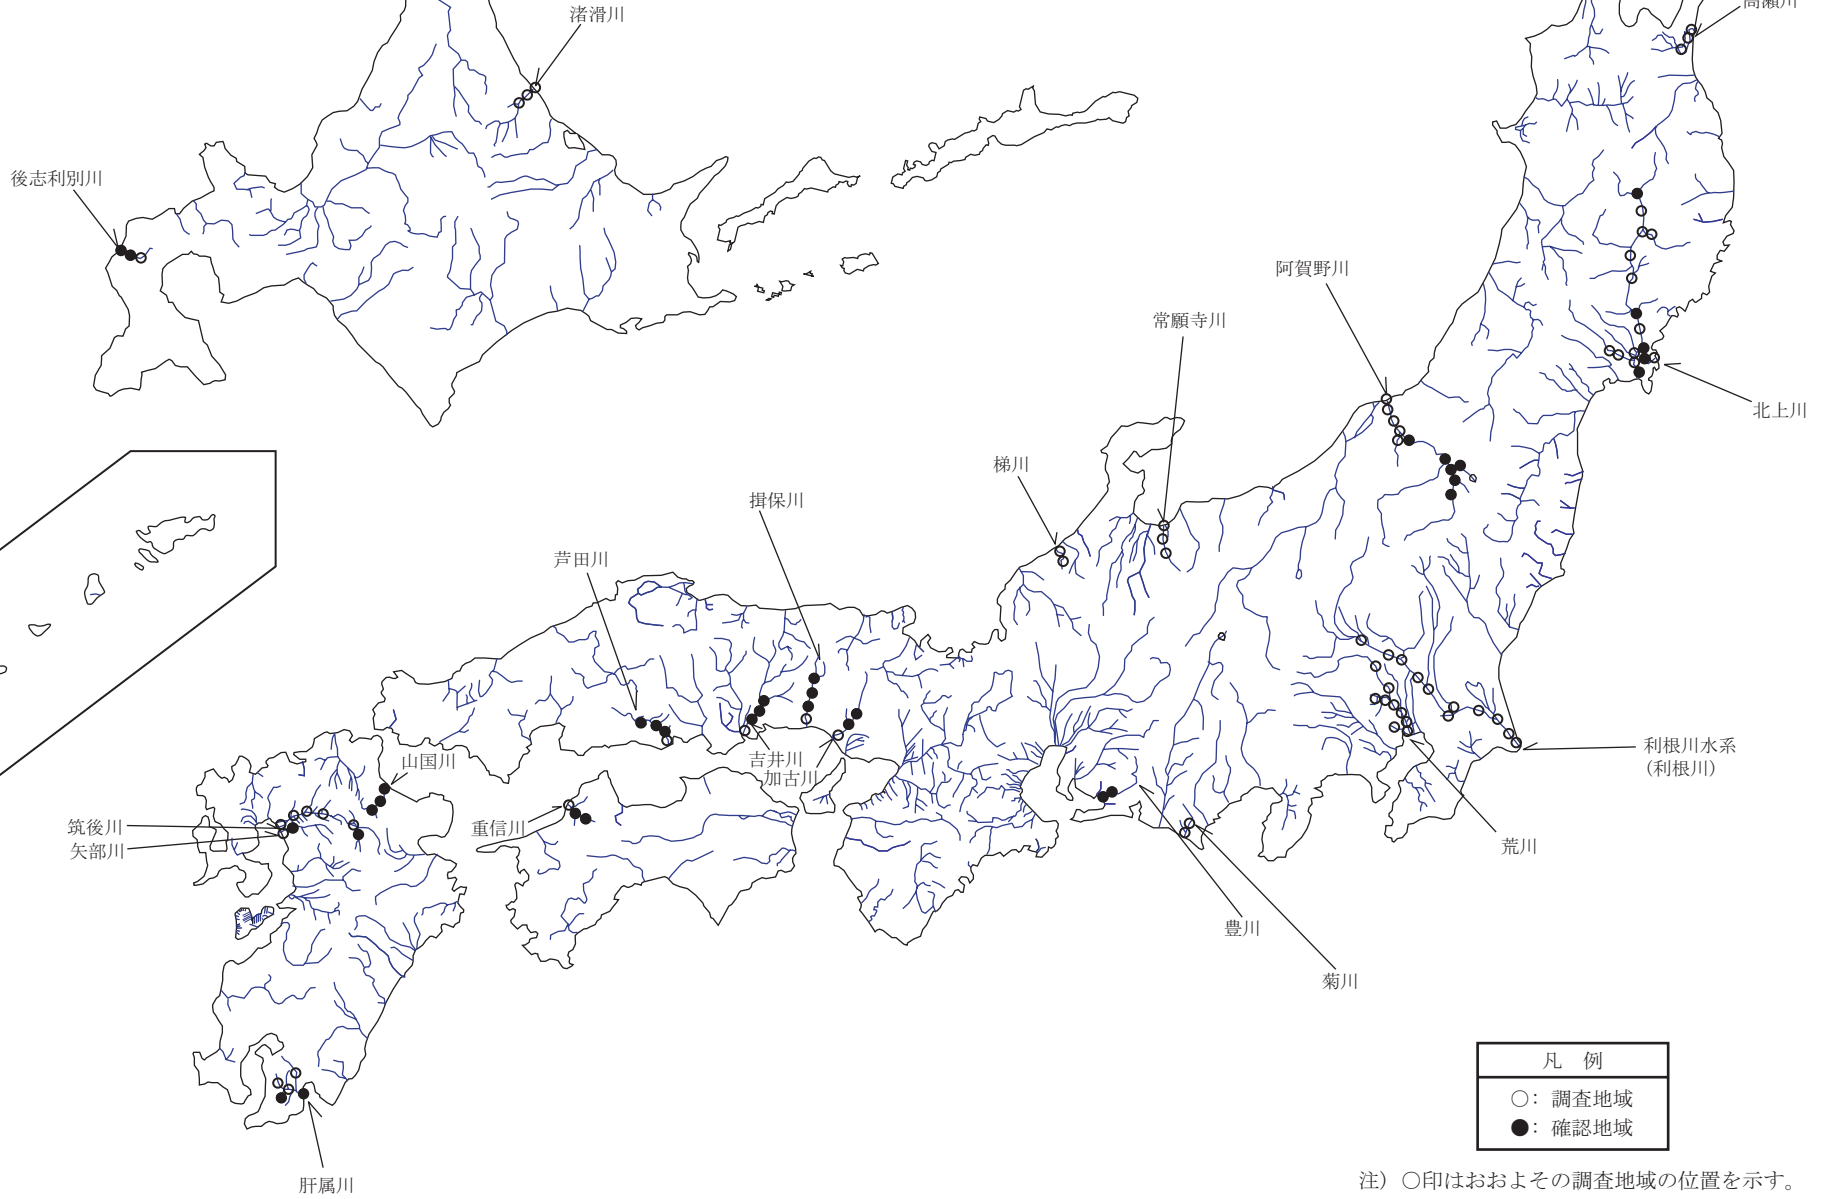 高瀬川
渚滑川
後志利別川
阿賀野川
常願寺川
北上川
梯川
揖保川
芦田川
利根川水系
(利根川)
吉井川
加古川
山国川
筑後川
矢部川
重信川
荒川
豊川
菊川
肝属川
凡 例
○：調査地域
●：確認地域
注）○印はおおよその調査地域の位置を示す。